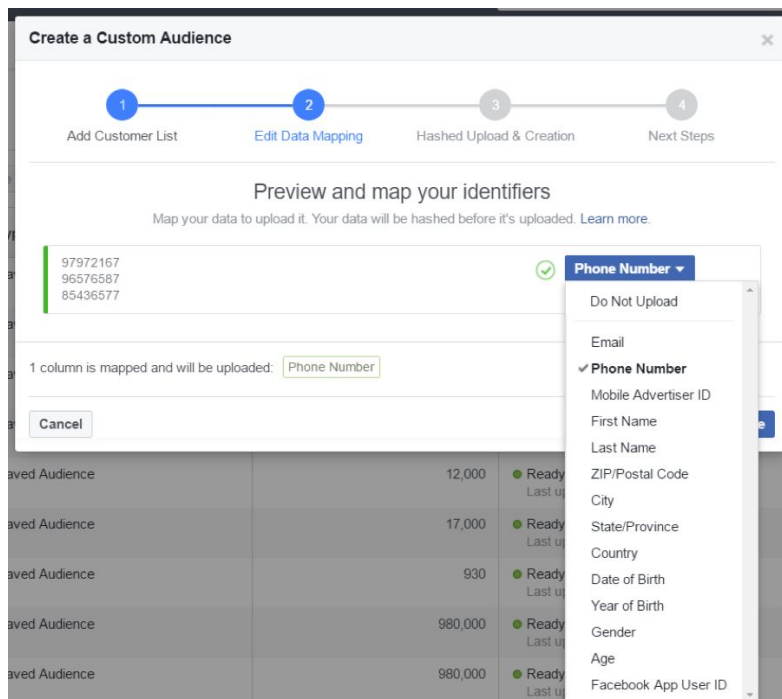 Create a Custom Audience
×
1 2 3 4
Add Customer List Edit Data Mapping Hashed Upload & Creation Next Steps
Preview and map your identifiers
Map your data to upload it. Your data will be hashed before it's uploaded. Learn more.
97972167
96576587
85436577
Phone Number
Do Not Upload
Email
Phone Number
Mobile Advertiser ID
First Name
Last Name
ZIP/Postal Code
City
State/Province
Country
Date of Birth
Year of Birth
Gender
Age
Facebook App User ID
1 column is mapped and will be uploaded: Phone Number
Cancel
aved Audience 12,000 Ready
Last up
aved Audience 17,000 Ready
Last up
aved Audience 930 Ready
Last up
aved Audience 980,000 Ready
Last up
aved Audience 980,000 Ready
Last up